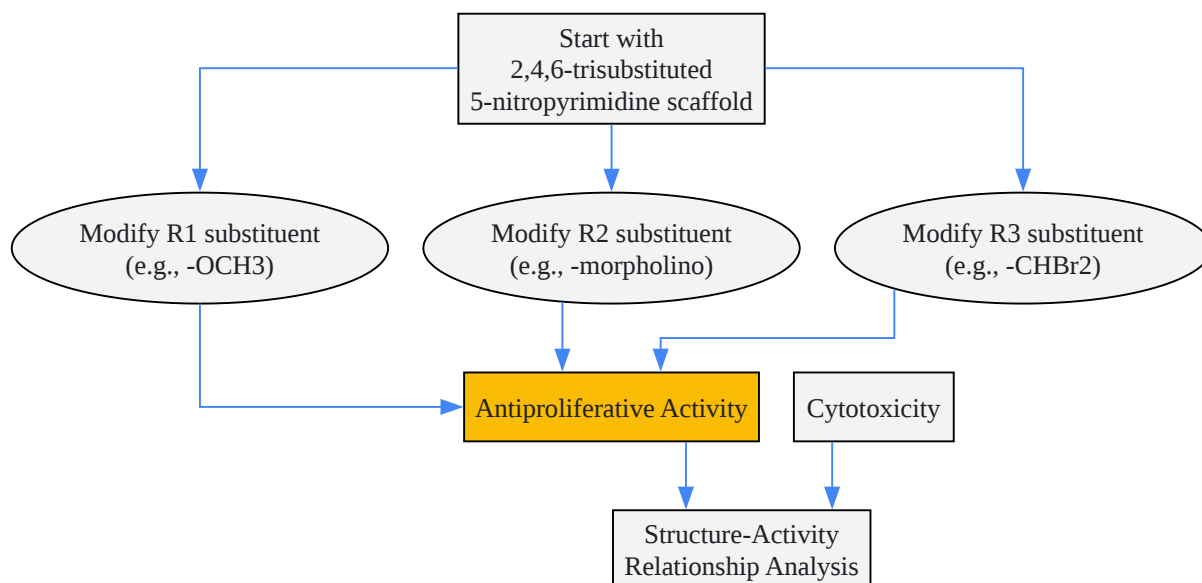 Start with
2,4,6-trisubstituted
5-nitropyrimidine scaffold
Modify R1 substituent
(e.g., -OCH3)
Modify R2 substituent
(e.g., -morpholino)
Modify R3 substituent
(e.g., -CHBr2)
Antiproliferative Activity
Cytotoxicity
Structure-Activity
Relationship Analysis